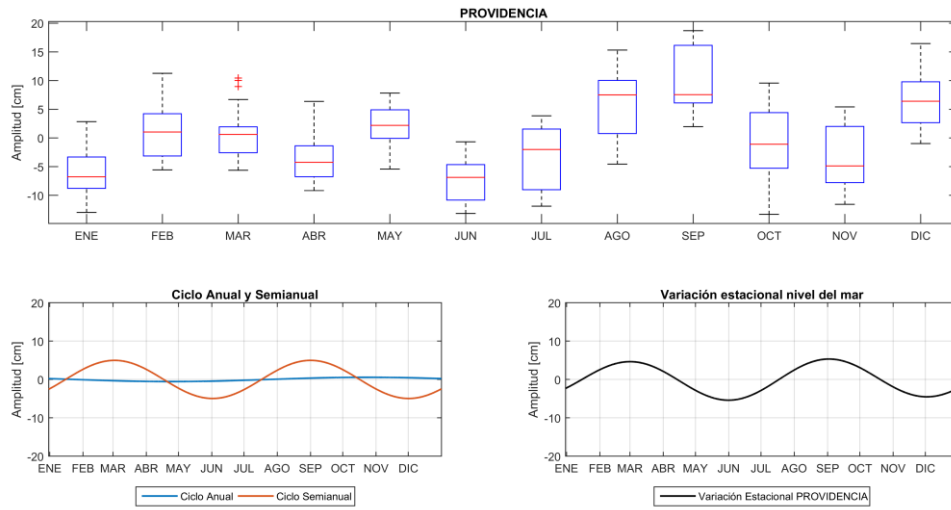 PROVIDENCIA
Amplitud [cm]
20
15
10
5
0
-5
-10
ENE FEB MAR ABR MAY JUN JUL AGO SEP OCT NOV DIC
Ciclo Anual y Semianual
Amplitud [cm]
20
10
0
-10
-20
ENE FEB MAR ABR MAY JUN JUL AGO SEP OCT NOV DIC
Ciclo Anual Ciclo Semianual
Variación estacional nivel del mar
Amplitud [cm]
20
10
0
-10
-20
ENE FEB MAR ABR MAY JUN JUL AGO SEP OCT NOV DIC
Variación Estacional PROVIDENCIA